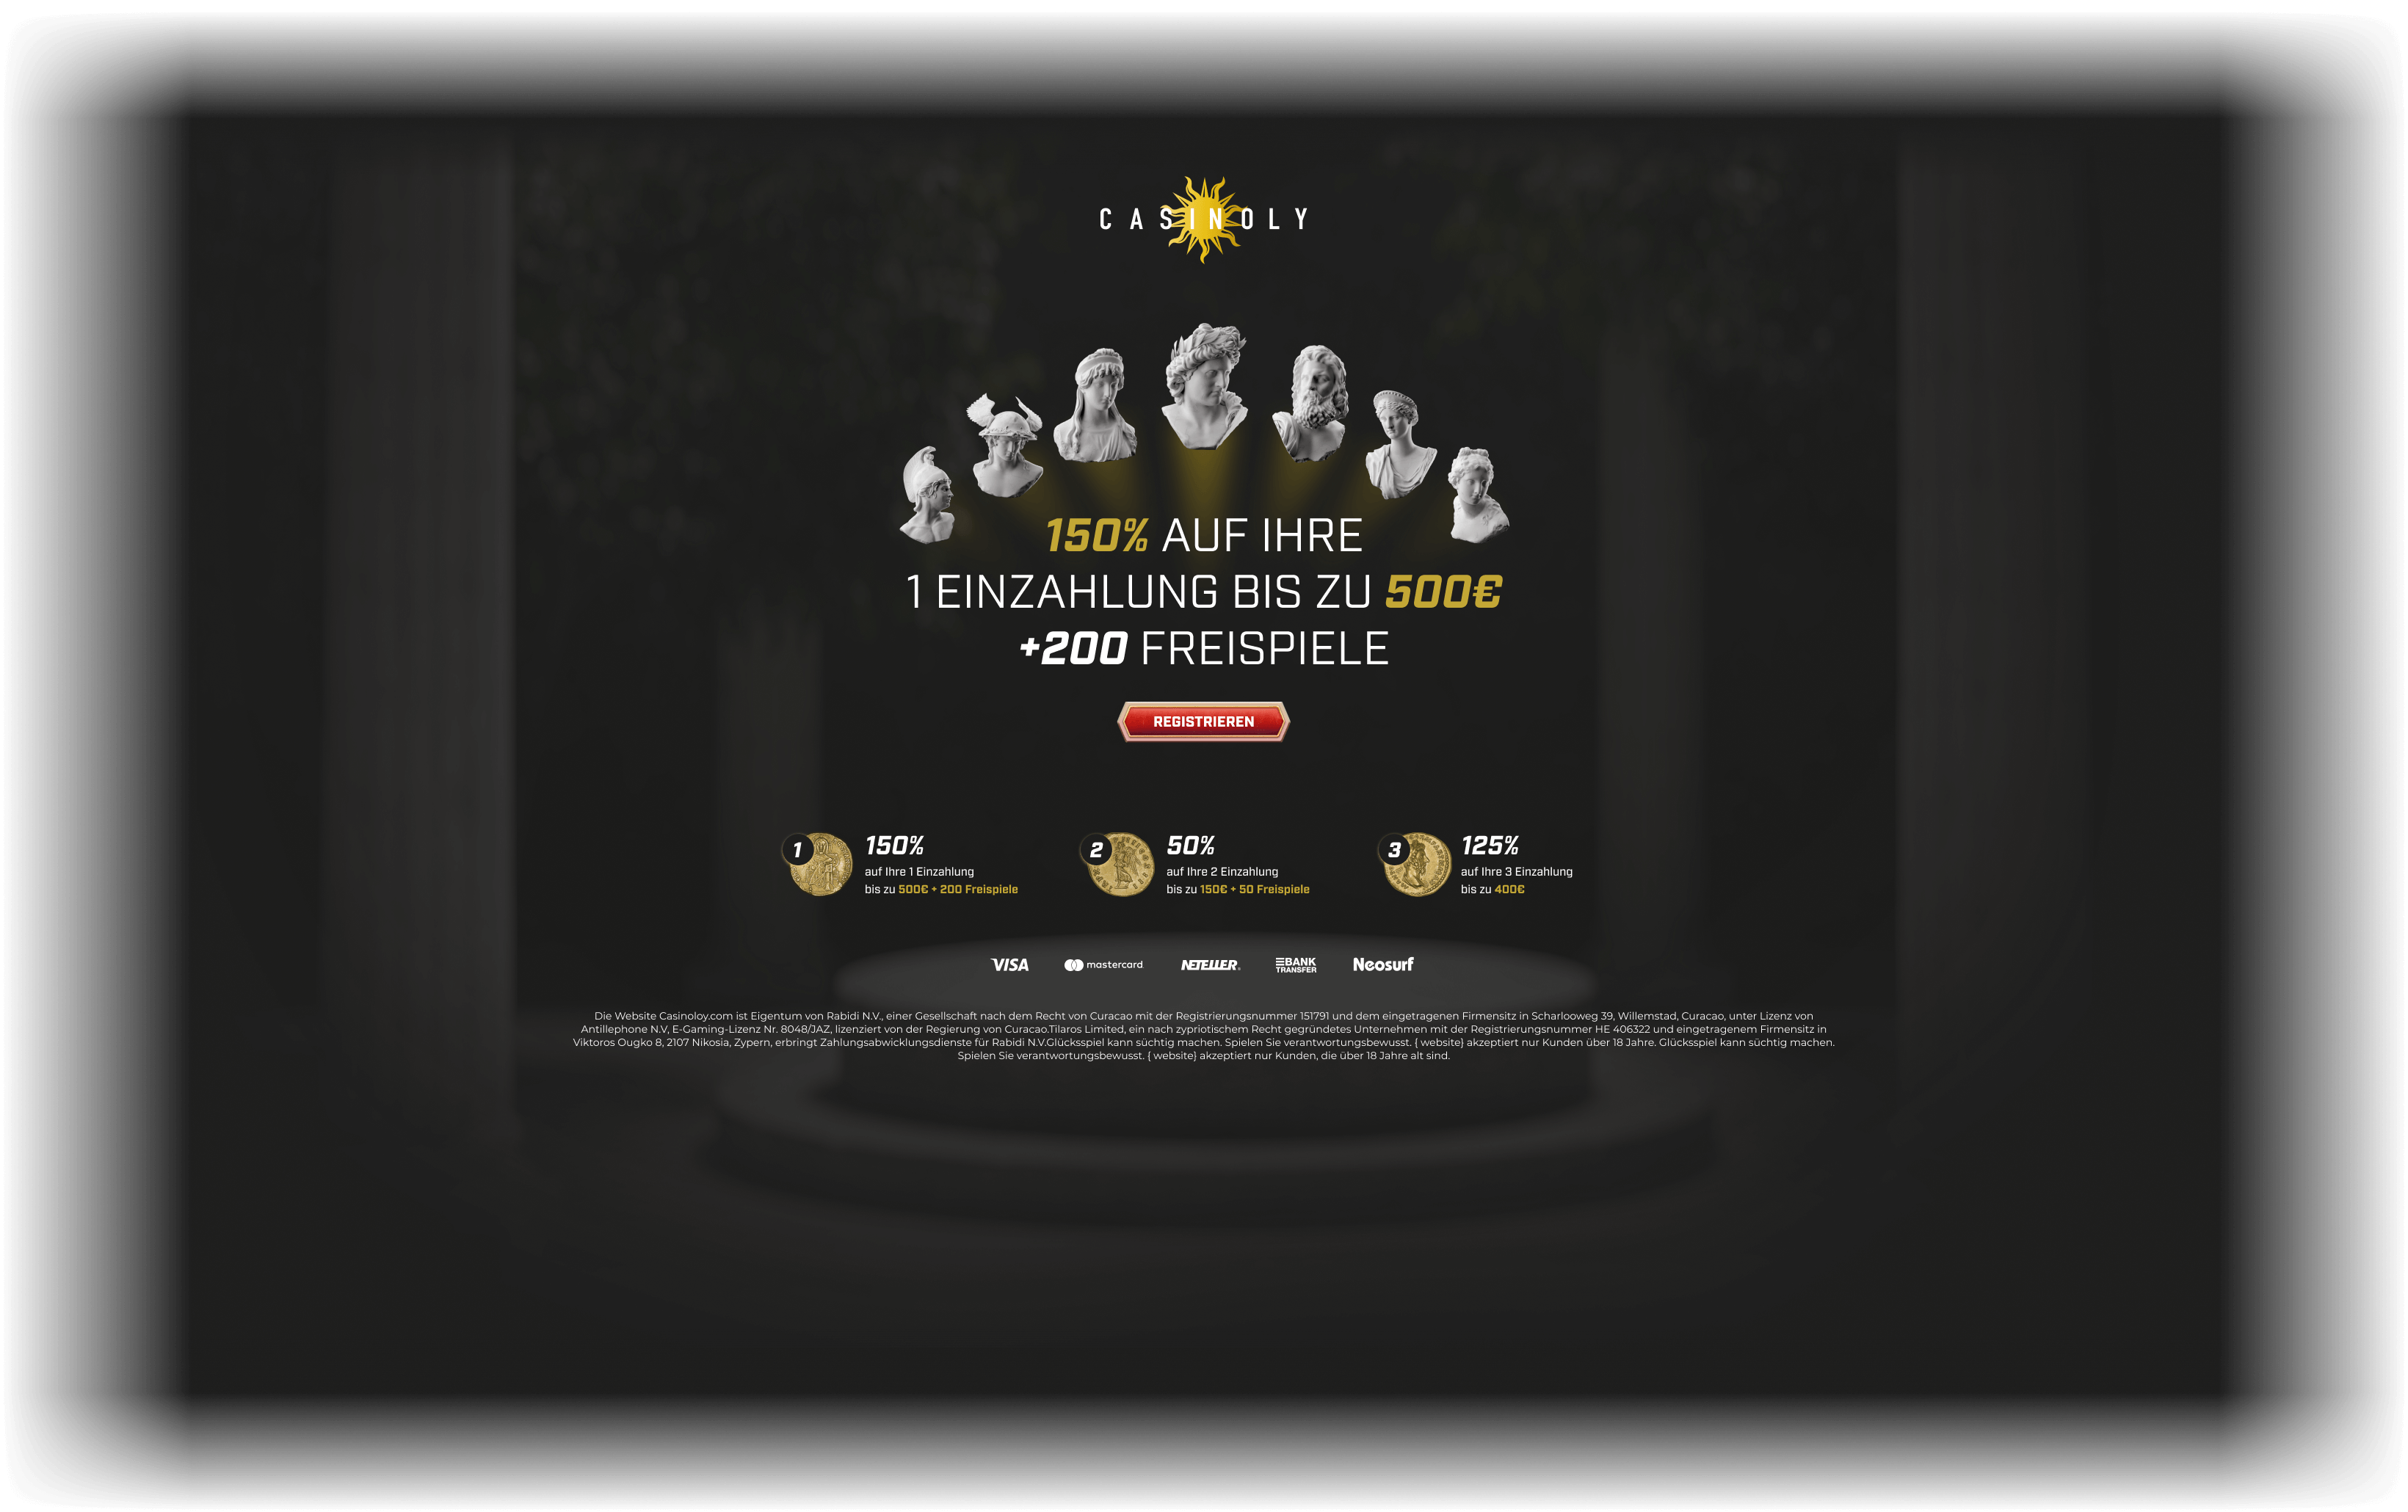 CASINOLY
150% AUF IHRE
1 EINZAHLUNG BIS ZU 500€
+200 FREISPIELE
REGISTRIEREN
1
150%
auf Ihre 1 Einzahlung
bis zu 500€ + 200 Freispiele
2
50%
auf Ihre 2 Einzahlung
bis zu 150€ + 50 Freispiele
3
125%
auf Ihre 3 Einzahlung
bis zu 400€
VISA mastercard NETELLER BANK TRANSFER Neosurf
Die Website Casinoloy.com ist Eigentum von Rabidi N.V., einer Gesellschaft nach dem Recht von Curacao mit der Registrierungsnummer 151791 und dem eingetragenen Firmensitz in Scharlooweg 39, Willemstad, Curacao, unter Lizenz von
Antillephone N.V, E-Gaming-Lizenz Nr. 8048/JAZ, lizenziert von der Regierung von Curacao.Tilaros Limited, ein nach zypriotischem Recht gegründetes Unternehmen mit der Registrierungsnummer HE 406322 und eingetragenem Firmensitz in
Viktoros Ougko 8, 2107 Nikosia, Zypern, erbringt Zahlungsabwicklungsdienste für Rabidi N.V.Glücksspiel kann süchtig machen. Spielen Sie verantwortungsbewusst. { website} akzeptiert nur Kunden über 18 Jahre. Glücksspiel kann süchtig machen.
Spielen Sie verantwortungsbewusst. { website} akzeptiert nur Kunden, die über 18 Jahre alt sind.